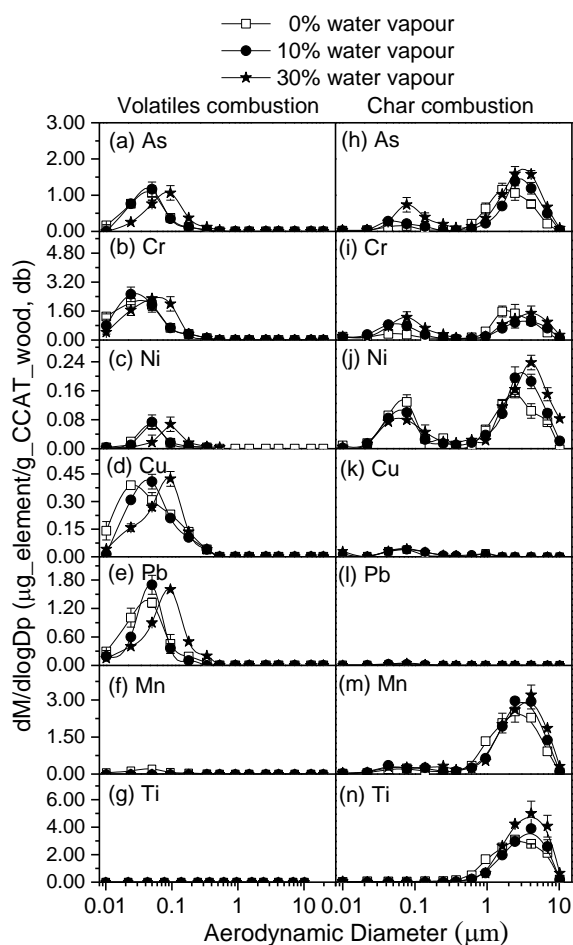 0% water vapour
10% water vapour
30% water vapour
Volatiles combustion Char combustion
3.00 (a) As (h) As
2.00
1.00
0.00
4.80 (b) Cr (i) Cr
3.20
1.60
0.00
0.24 (c) Ni (j) Ni
0.16
0.08
0.00
0.45 (d) Cu (k) Cu
0.30
0.15
0.00
1.80 (e) Pb (l) Pb
1.20
0.60
0.00
(f) Mn (m) Mn
3.00
1.50
0.00
(g) Ti (n) Ti
6.00
4.00
2.00
0.00
0.01 0.1 1 10 0.01 0.1 1 10
Aerodynamic Diameter (μm)
dM/dlogDp (μg_element/g_CCAT_wood, db)